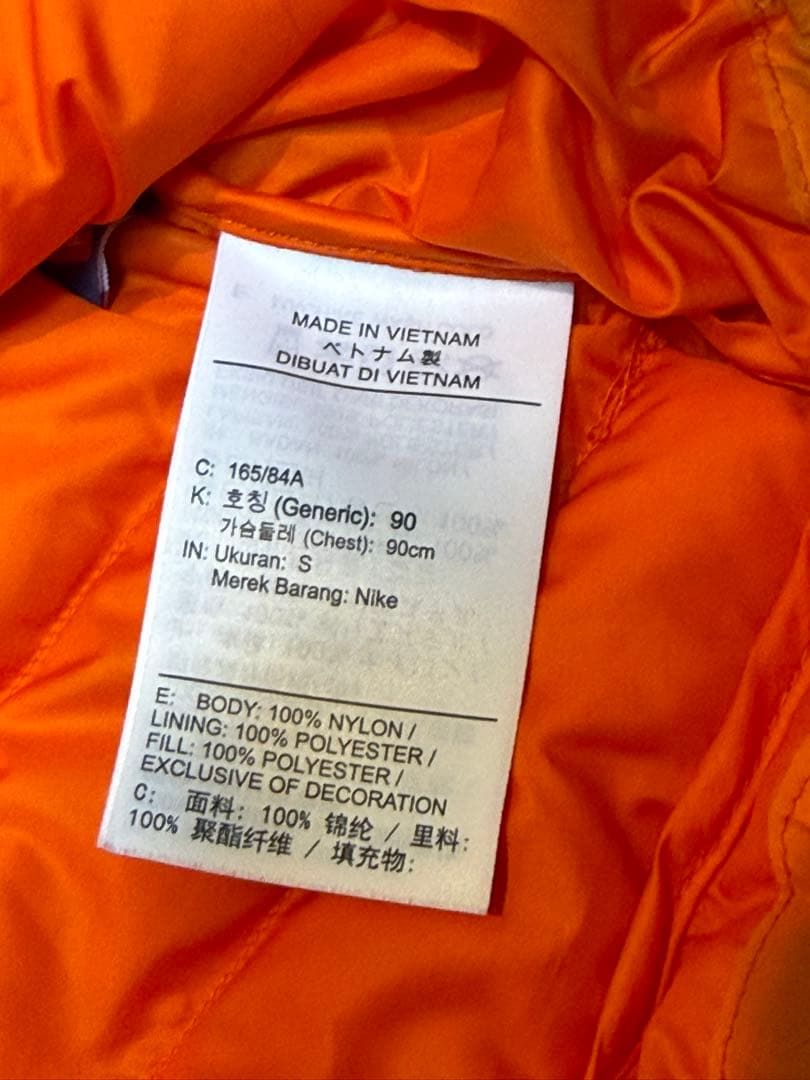 MADE IN VIETNAM
ベトナム製
DIBUAT DI VIETNAM
C: 165/84A
K: 호칭 (Generic): 90
가슴둘레 (Chest): 90cm
IN: Ukuran: S
Merek Barang: Nike
E: BODY: 100% NYLON /
LINING: 100% POLYESTER /
FILL: 100% POLYESTER /
EXCLUSIVE OF DECORATION
C: 面料: 100% 锦纶 / 里料:
100% 聚酯纤维 / 填充物: